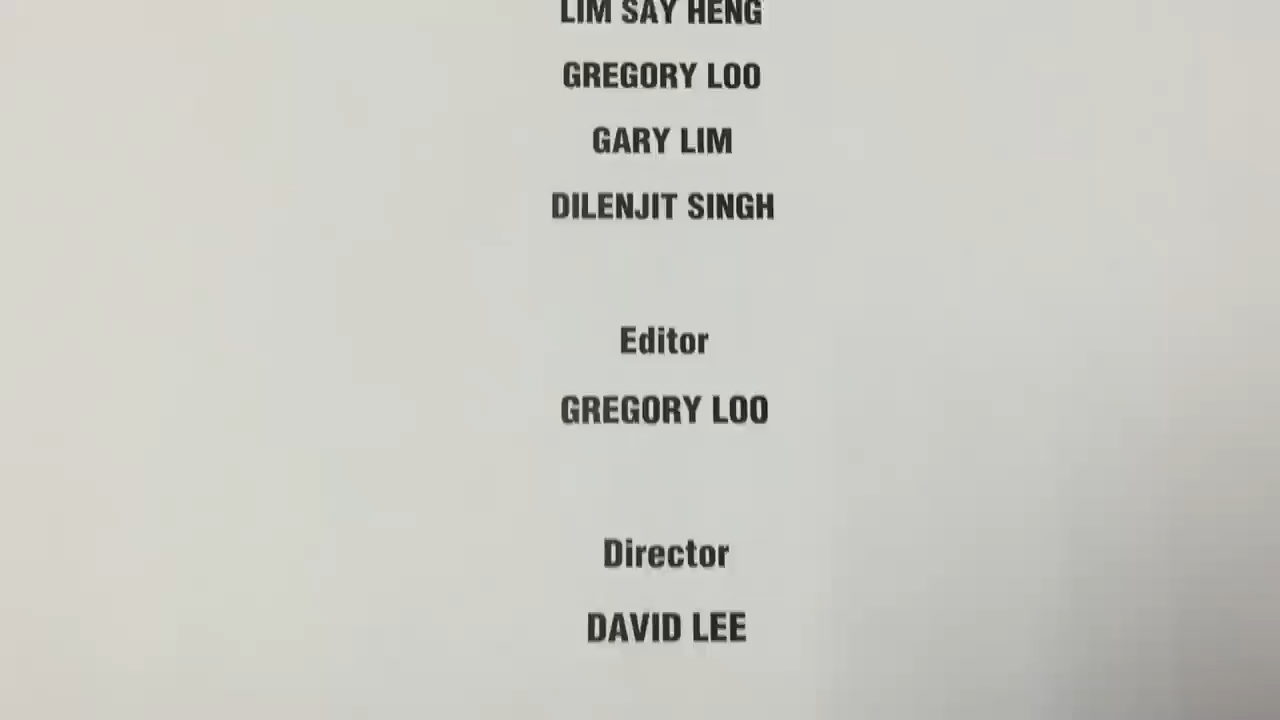 LIM SAY HENG
GREGORY LOO
GARY LIM
DILENJIT SINGH
Editor
GREGORY LOO
Director
DAVID LEE